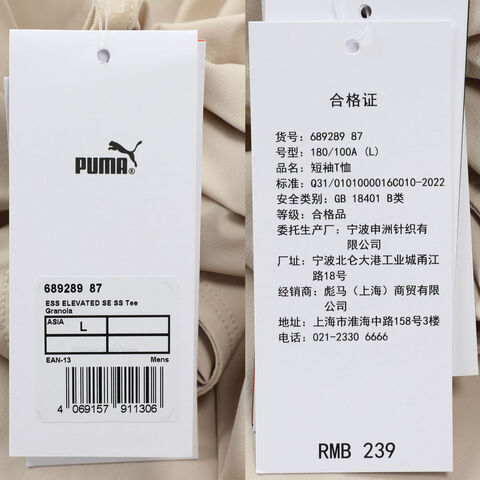 PUMA®
689289 87
ESS ELEVATED SE SS Tee
Granola
ASIA
L
EAN-13 Mens
4 069157 911306
合格证
货号：689289 87
号型：180/100A (L)
品名：短袖T恤
标准：Q31/0101000016C010-2022
安全类别：GB 18401 B类
等级：合格品
委托生产厂：宁波申洲针织有
限公司
厂址：宁波北仑大港工业城甬江
路18号
经销商：彪马（上海）商贸有
限公司
地址：上海市淮海中路158号3楼
电话：021-2330 6666
RMB 239